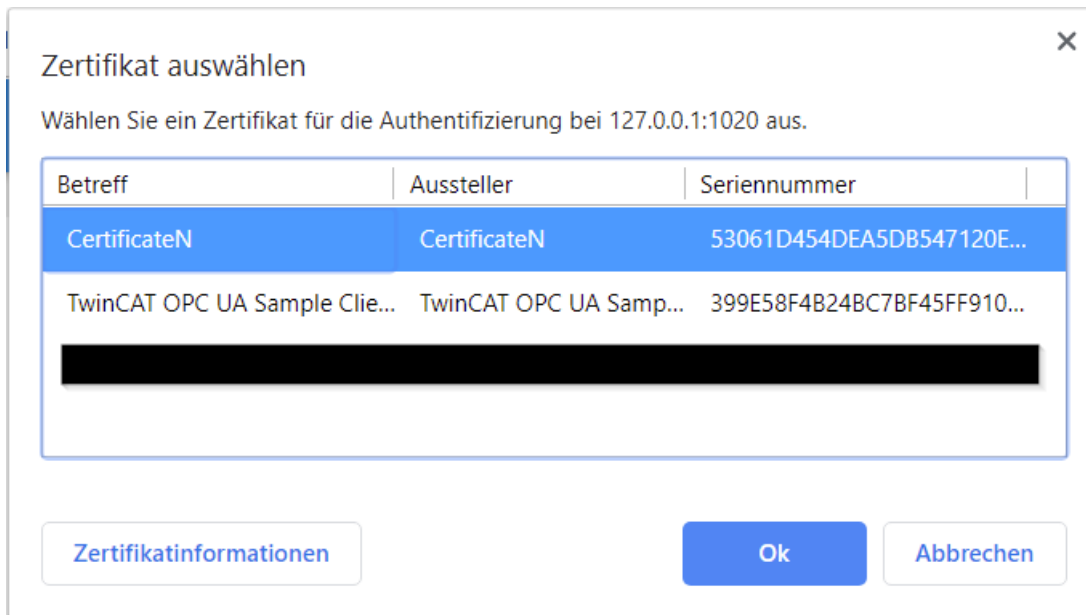 Zertifikat auswählen
Wählen Sie ein Zertifikat für die Authentifizierung bei 127.0.0.1:1020 aus.
Betreff Aussteller Seriennummer
CertificateN CertificateN 53061D454DEA5DB547120E...
TwinCAT OPC UA Sample Clie... TwinCAT OPC UA Samp... 399E58F4B24BC7BF45FF910...
Zertifikatinformationen Ok Abbrechen